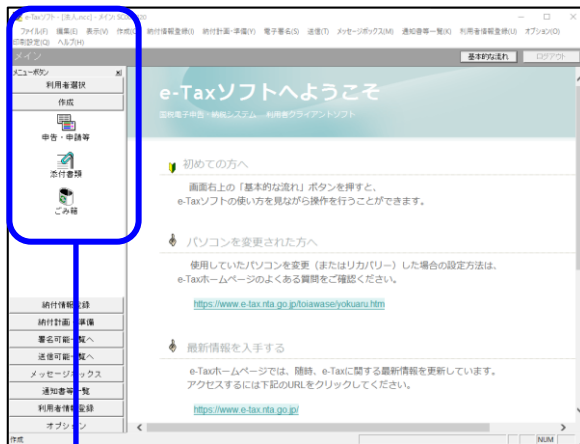 e-Taxソフト - [法人.ncc] - メイン
ファイル(F) 編集(E) 表示(V) 作成 納付情報登録(I) 納付計画・準備(Y) 電子署名(S) 送信(T) メッセージボックス(M) 通知書等一覧(K) 利用者情報登録(U) オプション(O)
印刷設定(Q) ヘルプ(H)
メイン
基本的な流れ
ログアウト
メニューボタン
利用者選択
作成
申告・申請等
添付書類
ごみ箱
納付情報登録
納付計画・準備
署名可能一覧へ
送信可能一覧へ
メッセージボックス
通知書等一覧
利用者情報登録
オプション
e-Taxソフトへようこそ
国税電子申告・納税システム 利用者クライアントソフト
初めての方へ
画面右上の「基本的な流れ」ボタンを押すと、
e-Taxソフトの使い方を見ながら操作を行うことができます。
パソコンを変更された方へ
使用していたパソコンを変更（またはリカバリー）した場合の設定方法は、
e-Taxホームページのよくある質問をご確認ください。
https://www.e-tax.nta.go.jp/toiawase/yokuaru.htm
最新情報を入手する
e-Taxホームページでは、随時、e-Taxに関する最新情報を更新しています。
アクセスするには下記のURLをクリックしてください。
https://www.e-tax.nta.go.jp/
作成
NUM